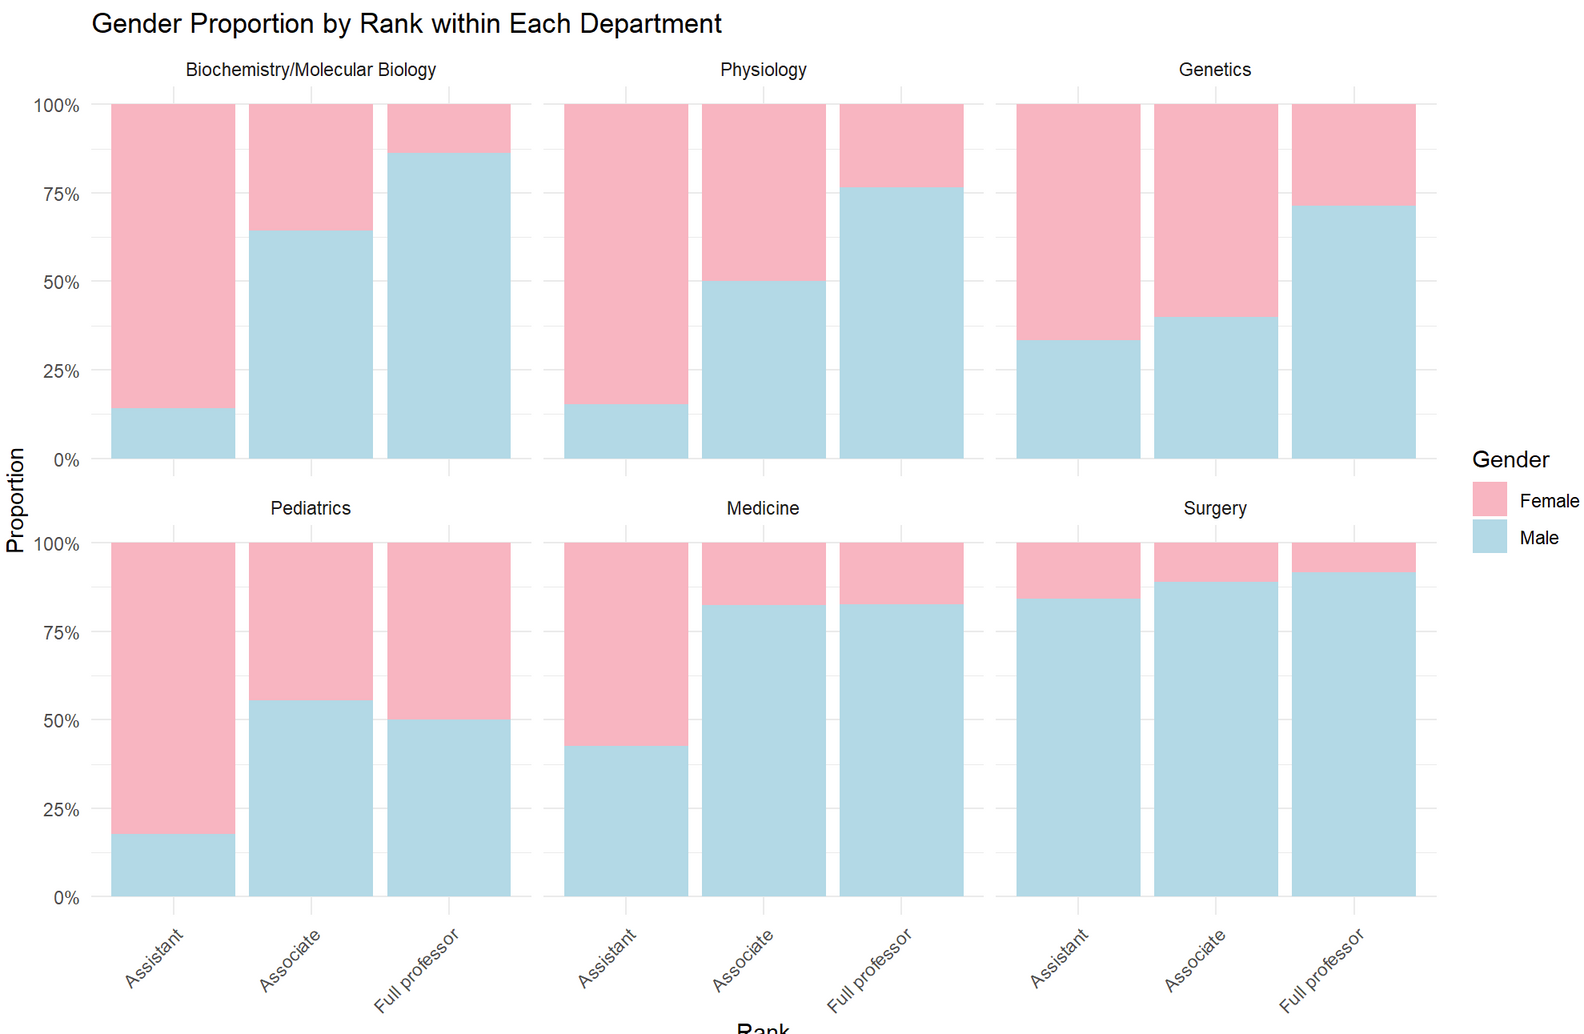 Gender Proportion by Rank within Each Department
Biochemistry/Molecular Biology
Physiology
Genetics
100%
75%
50%
25%
0%
Pediatrics
Medicine
Surgery
100%
75%
50%
25%
0%
Proportion
Assistant
Associate
Full professor
Assistant
Associate
Full professor
Assistant
Associate
Full professor
Rank
Gender
Female
Male